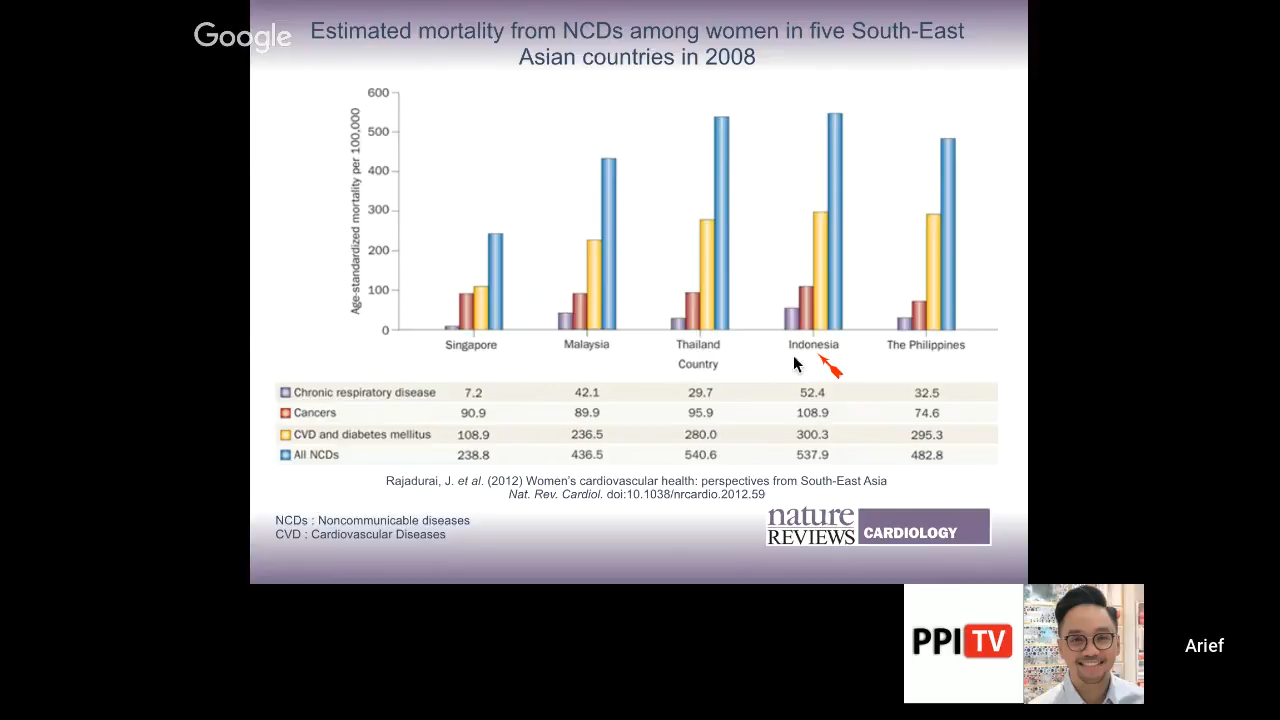 Google
Estimated mortality from NCDs among women in five South-East
Asian countries in 2008
Age-standardized mortality per 100,000
600
500
400
300
200
100
0
Singapore Malaysia Thailand Indonesia The Philippines
Country
Chronic respiratory disease 7.2 42.1 29.7 52.4 32.5
Cancers 90.9 89.9 95.9 108.9 74.6
CVD and diabetes mellitus 108.9 236.5 280.0 300.3 295.3
All NCDs 238.8 436.5 540.6 537.9 482.8
Rajadurai, J. et al. (2012) Women's cardiovascular health: perspectives from South-East Asia
Nat. Rev. Cardiol. doi:10.1038/nrcardio.2012.59
NCDs : Noncommunicable diseases
CVD : Cardiovascular Diseases
nature
REVIEWS CARDIOLOGY
PPI TV
Arief